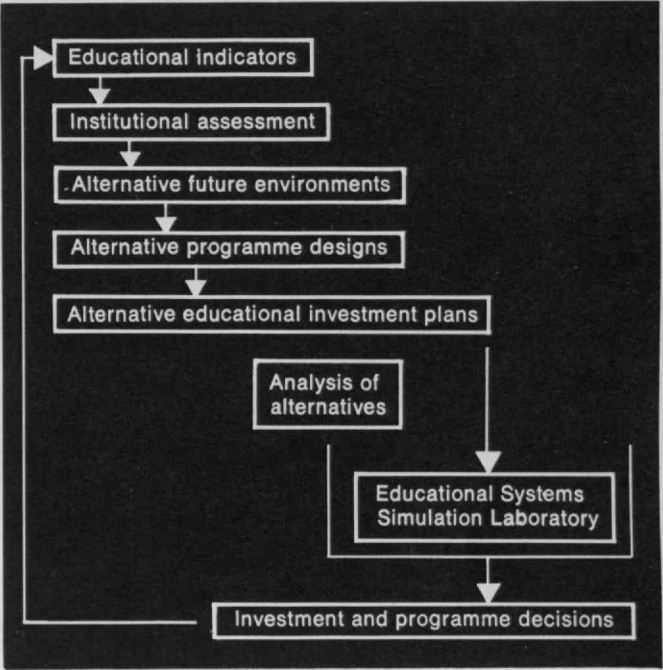 Educational indicators
Institutional assessment
Alternative future environments
Alternative programme designs
Alternative educational investment plans
Analysis of
alternatives
Educational Systems
Simulation Laboratory
Investment and programme decisions